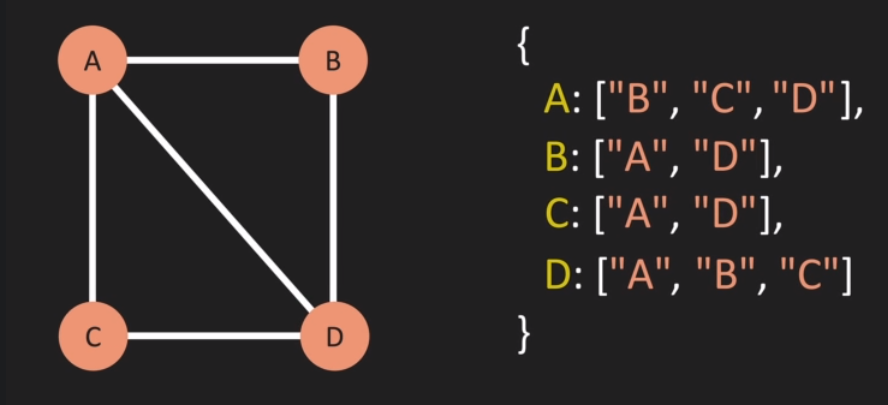 A
B
C
D
{
A: ["B", "C", "D"],
B: ["A", "D"],
C: ["A", "D"],
D: ["A", "B", "C"]
}